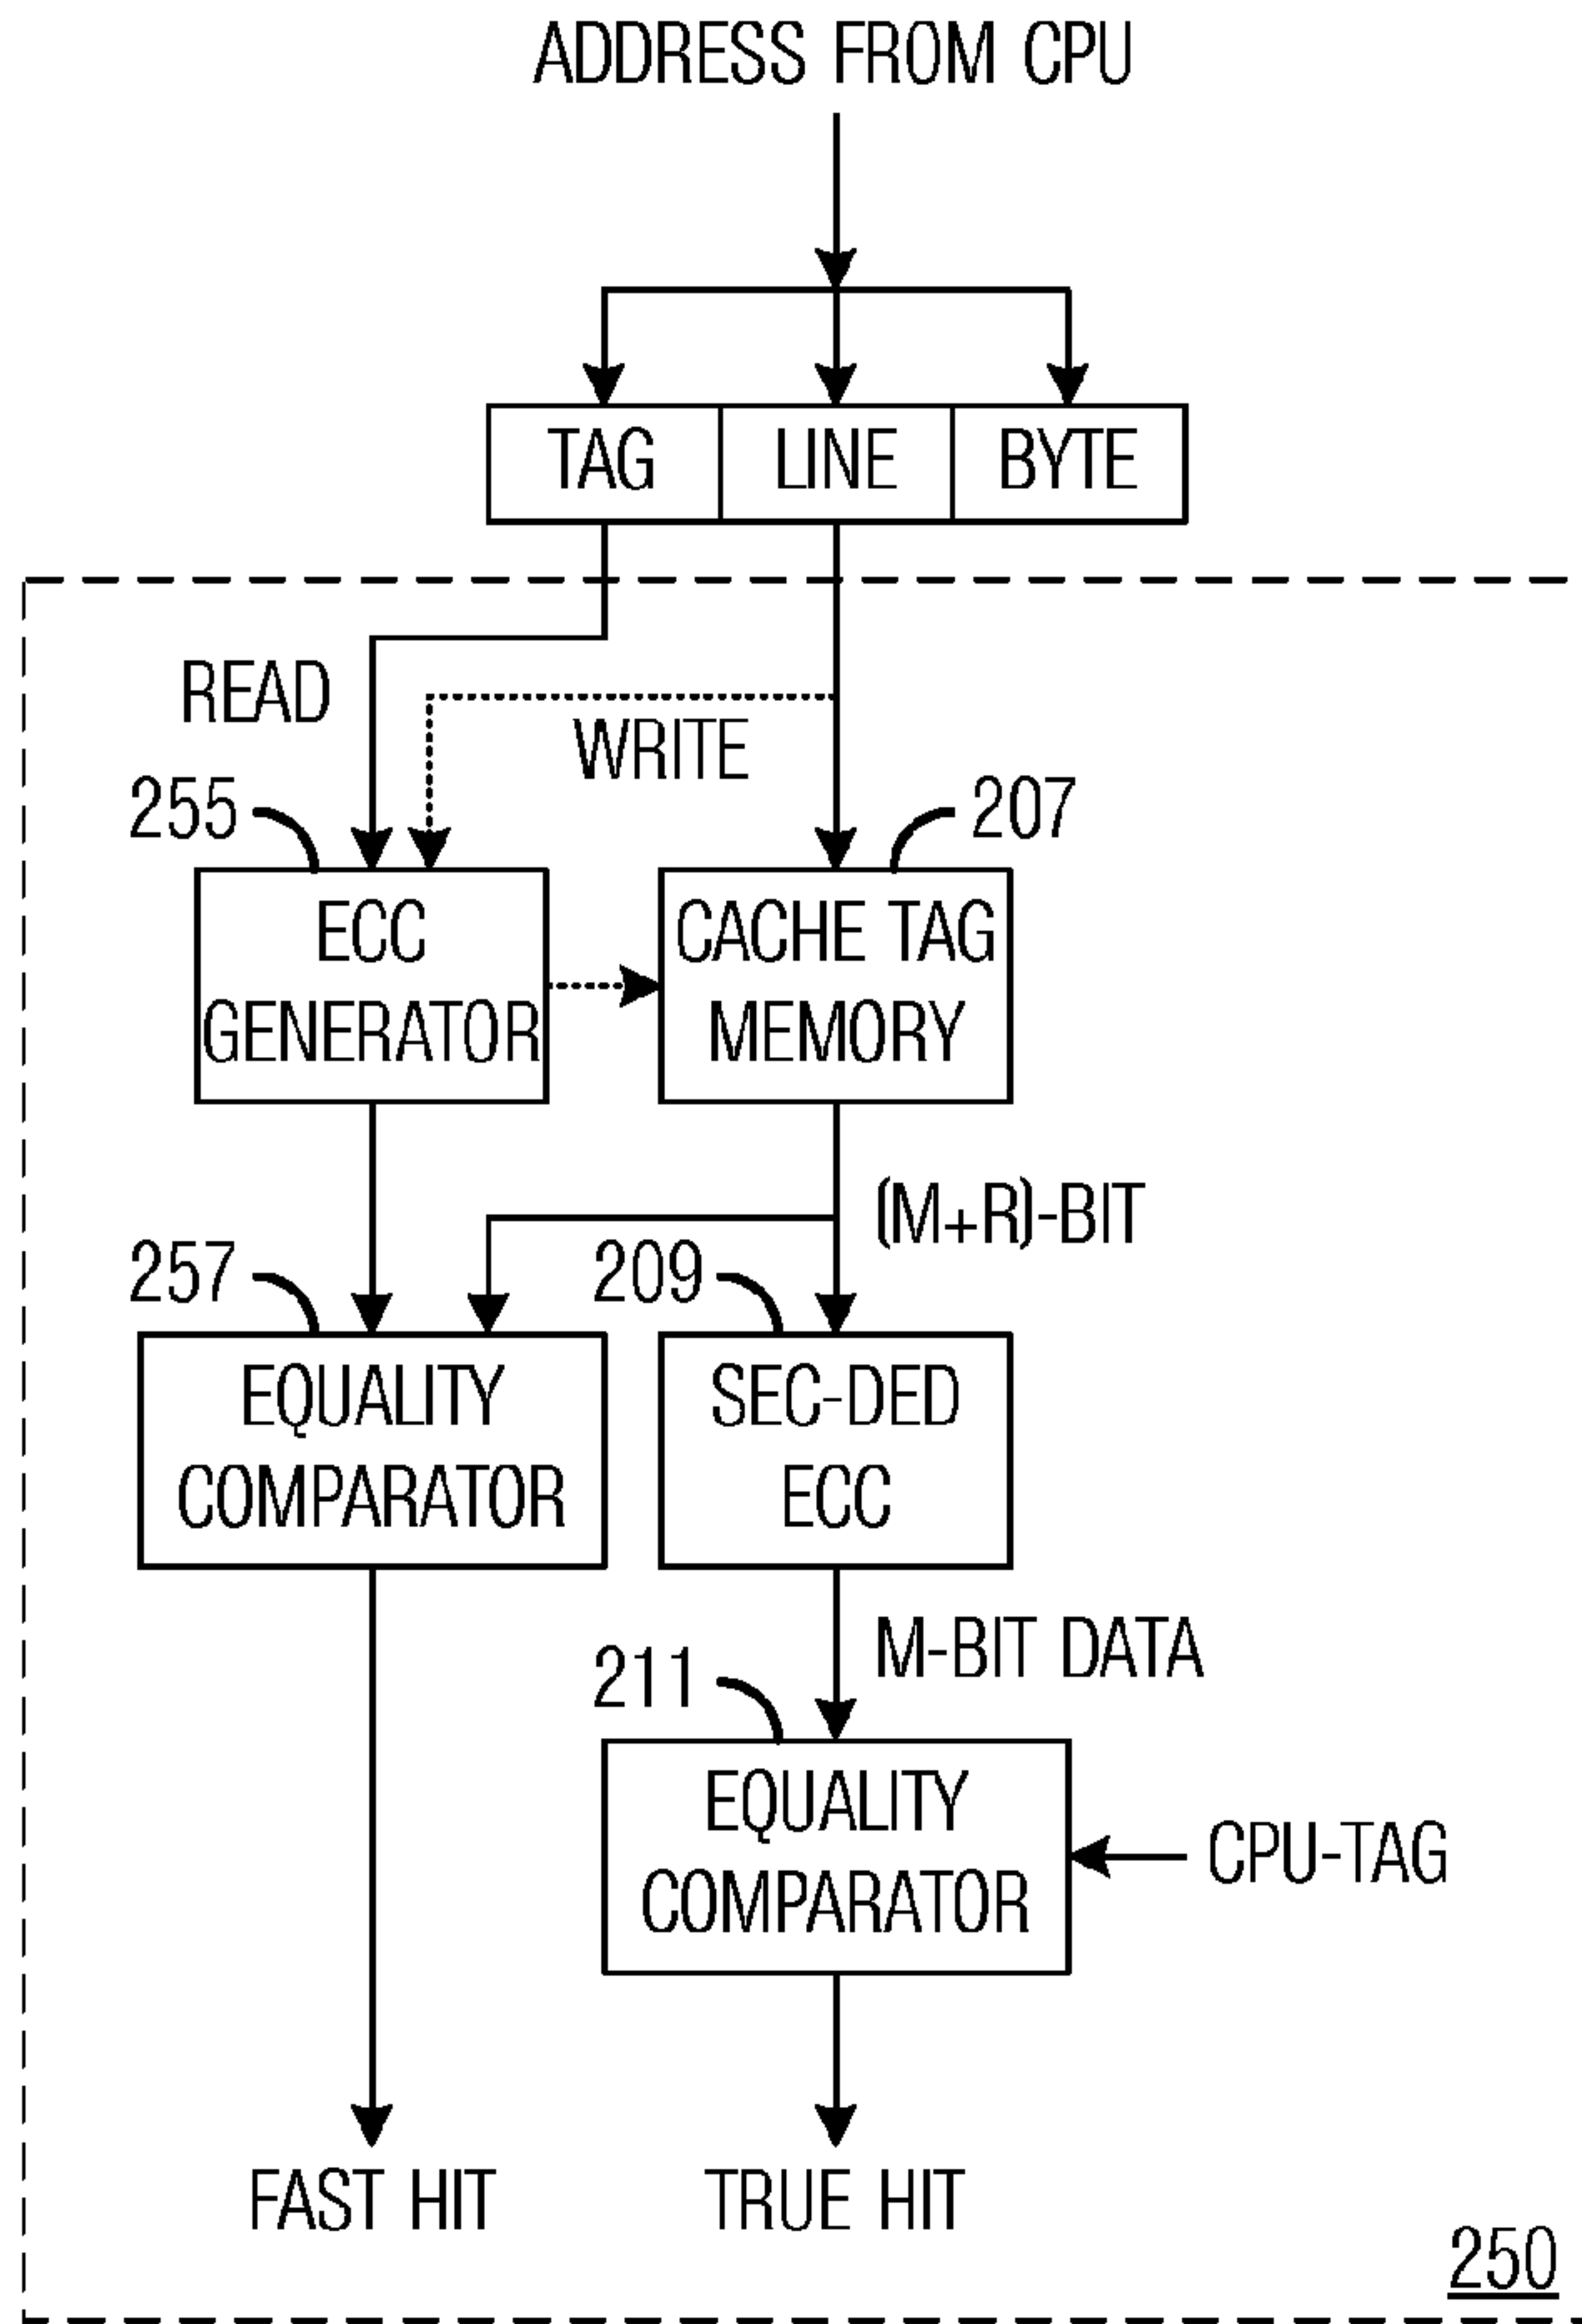 ADDRESS FROM CPU
TAG LINE BYTE
READ
WRITE
255
207
ECC
GENERATOR
CACHE TAG
MEMORY
(M+R)-BIT
257
209
EQUALITY
COMPARATOR
SEC-DED
ECC
M-BIT DATA
211
EQUALITY
COMPARATOR
CPU-TAG
FAST HIT
TRUE HIT
250